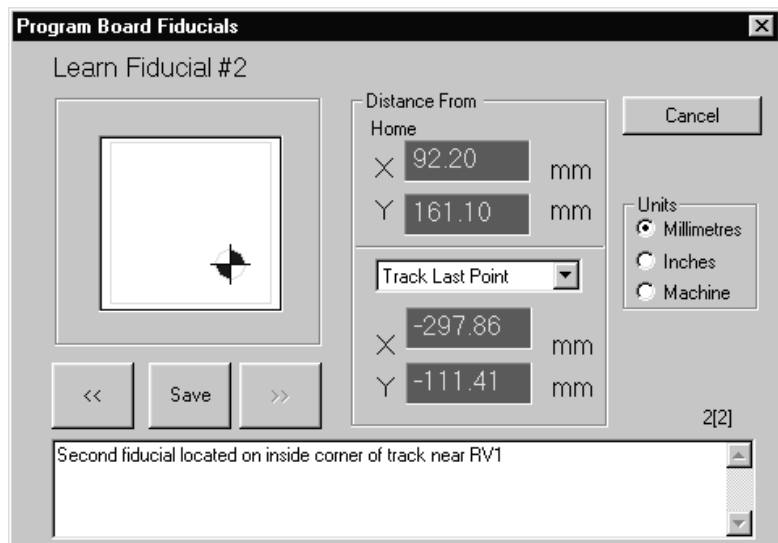 Program Board Fiducials
Learn Fiducial #2
Distance From
Home
X 92.20 mm
Y 161.10 mm
Track Last Point
X -297.86 mm
Y -111.41 mm
Cancel
Units
Millimetres
Inches
Machine
<< Save >>
2[2]
Second fiducial located on inside corner of track near RV1